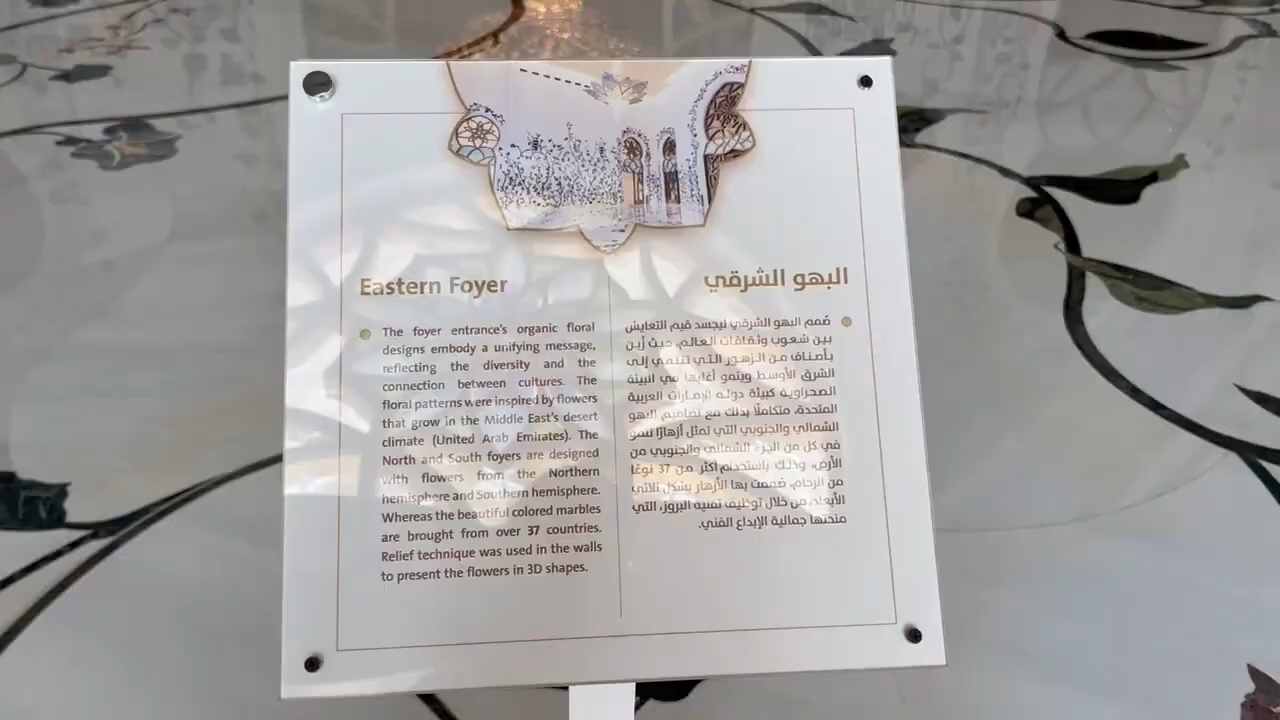 Eastern Foyer
The foyer entrance's organic floral
designs embody a unifying message,
reflecting the diversity and the
connection between cultures. The
floral patterns were inspired by flowers
that grow in the Middle East's desert
climate (United Arab Emirates). The
North and South foyers are designed
with flowers from the Northern
hemisphere and Southern hemisphere.
Whereas the beautiful colored marbles
are brought from over 37 countries.
Relief technique was used in the walls
to present the flowers in 3D shapes.
البهو الشرقي
صُمم البهو الشرقي ليجسد قيم التعايش
بين شعوب وثقافات العالم، حيث زُين
بأصناف من الزهور التي تنتمي إلى
الشرق الأوسط وينمو أغلبها في البيئة
الصحراوية كبيئة دولة الإمارات العربية
المتحدة، متكاملًا بذلك مع تصاميم البهو
الشمالي والجنوبي التي تمثل أزهارًا تنمو
في كل من الجزء الشمالي والجنوبي من
الأرض، وذلك باستخدام أكثر من 37 نوعًا
من الرخام، صُممت بها الأزهار بشكل ثلاثي
الأبعاد، من خلال توظيف تقنية البروز، التي
منحتها جمالية الإبداع الفني.